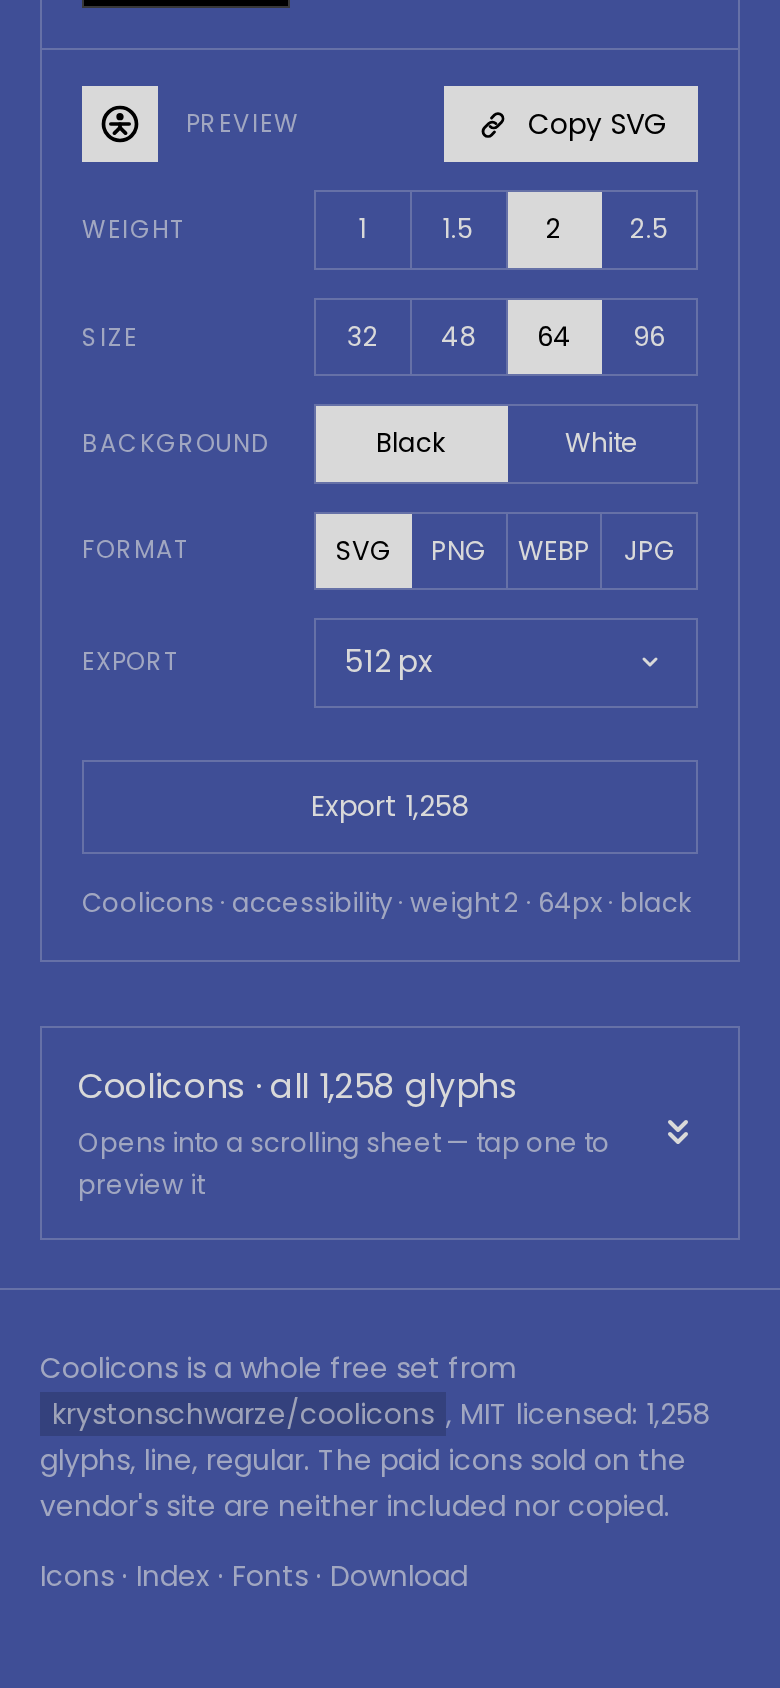 PREVIEW
Copy SVG
WEIGHT
1
1.5
2
2.5
SIZE
32
48
64
96
BACKGROUND
Black
White
FORMAT
SVG
PNG
WEBP
JPG
EXPORT
512 px
Export 1,258
Coolicons · accessibility · weight 2 · 64px · black
Coolicons · all 1,258 glyphs
Opens into a scrolling sheet — tap one to
preview it
Coolicons is a whole free set from
krystonschwarze/coolicons , MIT licensed: 1,258
glyphs, line, regular. The paid icons sold on the
vendor's site are neither included nor copied.
Icons · Index · Fonts · Download